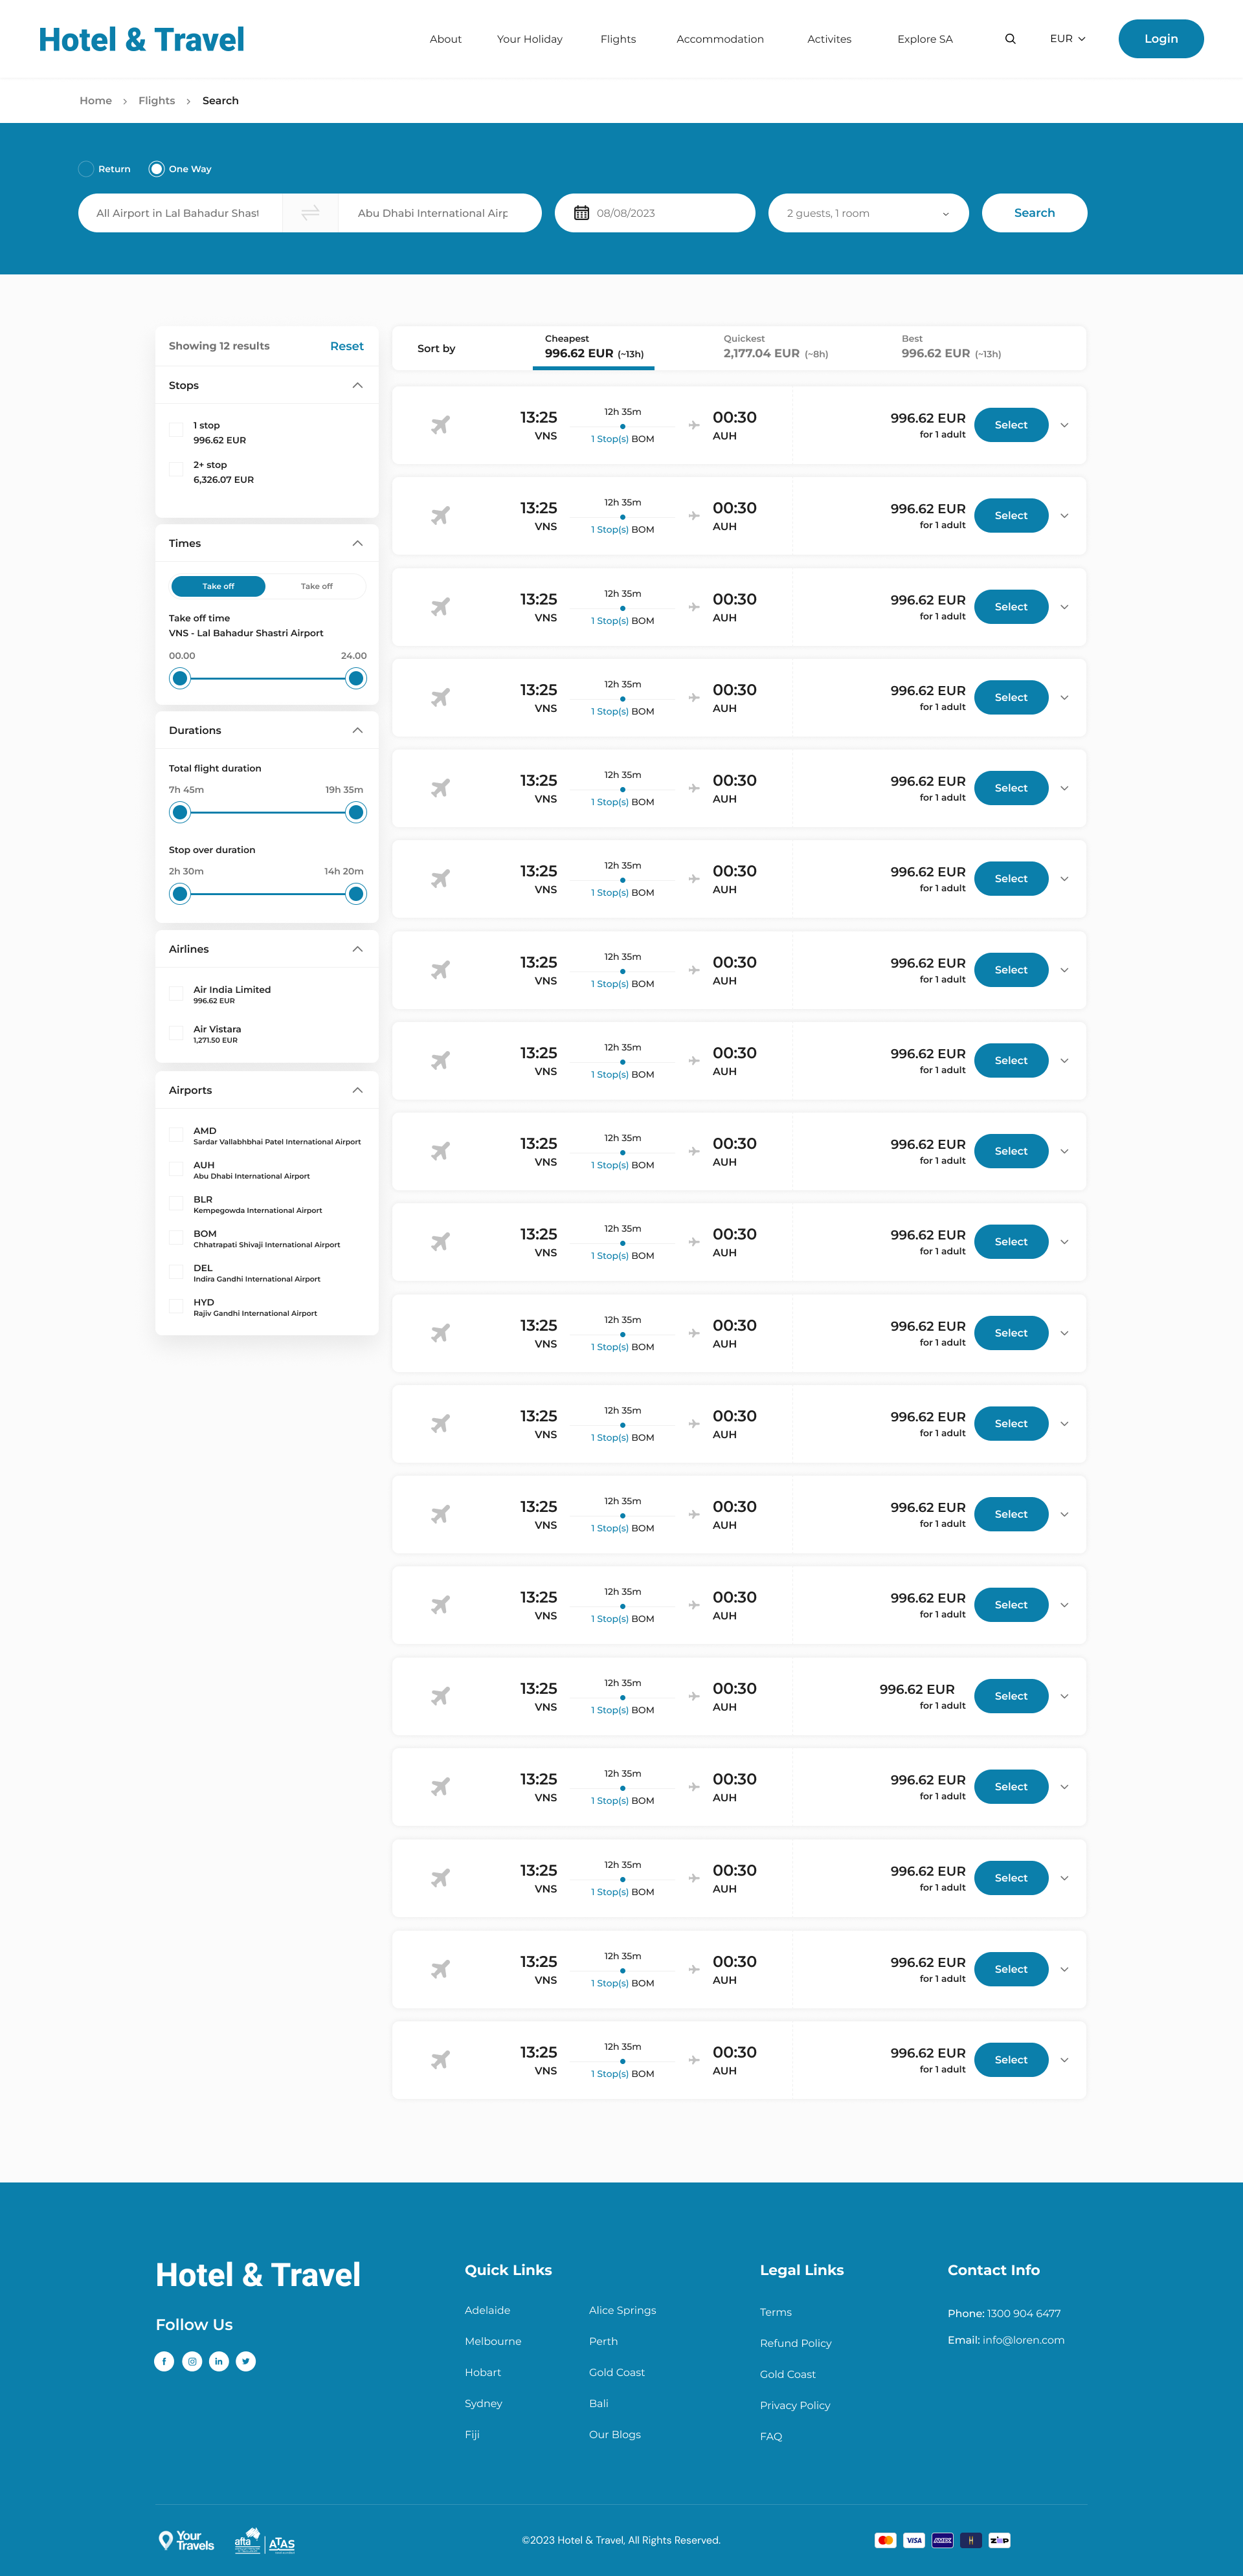 Hotel & Travel
About Your Holiday Flights Accommodation Activites Explore SA EUR Login
Home > Flights > Search
Return One Way
All Airport in Lal Bahadur Shast Abu Dhabi International Airp 08/08/2023 2 guests, 1 room Search
Showing 12 results Reset
Stops
1 stop
996.62 EUR
2+ stop
6,326.07 EUR
Times
Take off Take off
Take off time
VNS - Lal Bahadur Shastri Airport
00.00 24.00
Durations
Total flight duration
7h 45m 19h 35m
Stop over duration
2h 30m 14h 20m
Airlines
Air India Limited
996.62 EUR
Air Vistara
1,271.50 EUR
Airports
AMD
Sardar Vallabhbhai Patel International Airport
AUH
Abu Dhabi International Airport
BLR
Kempegowda International Airport
BOM
Chhatrapati Shivaji International Airport
DEL
Indira Gandhi International Airport
HYD
Rajiv Gandhi International Airport
Sort by
Cheapest
996.62 EUR (~13h)
Quickest
2,177.04 EUR (~8h)
Best
996.62 EUR (~13h)
13:25 12h 35m 00:30 996.62 EUR Select
VNS 1 Stop(s) BOM AUH for 1 adult
13:25 12h 35m 00:30 996.62 EUR Select
VNS 1 Stop(s) BOM AUH for 1 adult
13:25 12h 35m 00:30 996.62 EUR Select
VNS 1 Stop(s) BOM AUH for 1 adult
13:25 12h 35m 00:30 996.62 EUR Select
VNS 1 Stop(s) BOM AUH for 1 adult
13:25 12h 35m 00:30 996.62 EUR Select
VNS 1 Stop(s) BOM AUH for 1 adult
13:25 12h 35m 00:30 996.62 EUR Select
VNS 1 Stop(s) BOM AUH for 1 adult
13:25 12h 35m 00:30 996.62 EUR Select
VNS 1 Stop(s) BOM AUH for 1 adult
13:25 12h 35m 00:30 996.62 EUR Select
VNS 1 Stop(s) BOM AUH for 1 adult
13:25 12h 35m 00:30 996.62 EUR Select
VNS 1 Stop(s) BOM AUH for 1 adult
13:25 12h 35m 00:30 996.62 EUR Select
VNS 1 Stop(s) BOM AUH for 1 adult
13:25 12h 35m 00:30 996.62 EUR Select
VNS 1 Stop(s) BOM AUH for 1 adult
13:25 12h 35m 00:30 996.62 EUR Select
VNS 1 Stop(s) BOM AUH for 1 adult
13:25 12h 35m 00:30 996.62 EUR Select
VNS 1 Stop(s) BOM AUH for 1 adult
13:25 12h 35m 00:30 996.62 EUR Select
VNS 1 Stop(s) BOM AUH for 1 adult
13:25 12h 35m 00:30 996.62 EUR Select
VNS 1 Stop(s) BOM AUH for 1 adult
13:25 12h 35m 00:30 996.62 EUR Select
VNS 1 Stop(s) BOM AUH for 1 adult
13:25 12h 35m 00:30 996.62 EUR Select
VNS 1 Stop(s) BOM AUH for 1 adult
13:25 12h 35m 00:30 996.62 EUR Select
VNS 1 Stop(s) BOM AUH for 1 adult
13:25 12h 35m 00:30 996.62 EUR Select
VNS 1 Stop(s) BOM AUH for 1 adult
Hotel & Travel
Follow Us
Quick Links
Adelaide
Melbourne
Hobart
Sydney
Fiji
Alice Springs
Perth
Gold Coast
Bali
Our Blogs
Legal Links
Terms
Refund Policy
Gold Coast
Privacy Policy
FAQ
Contact Info
Phone: 1300 904 6477
Email: info@loren.com
Your
Travels
afta
ATAS
©2023 Hotel & Travel, All Rights Reserved.
VISA
zip